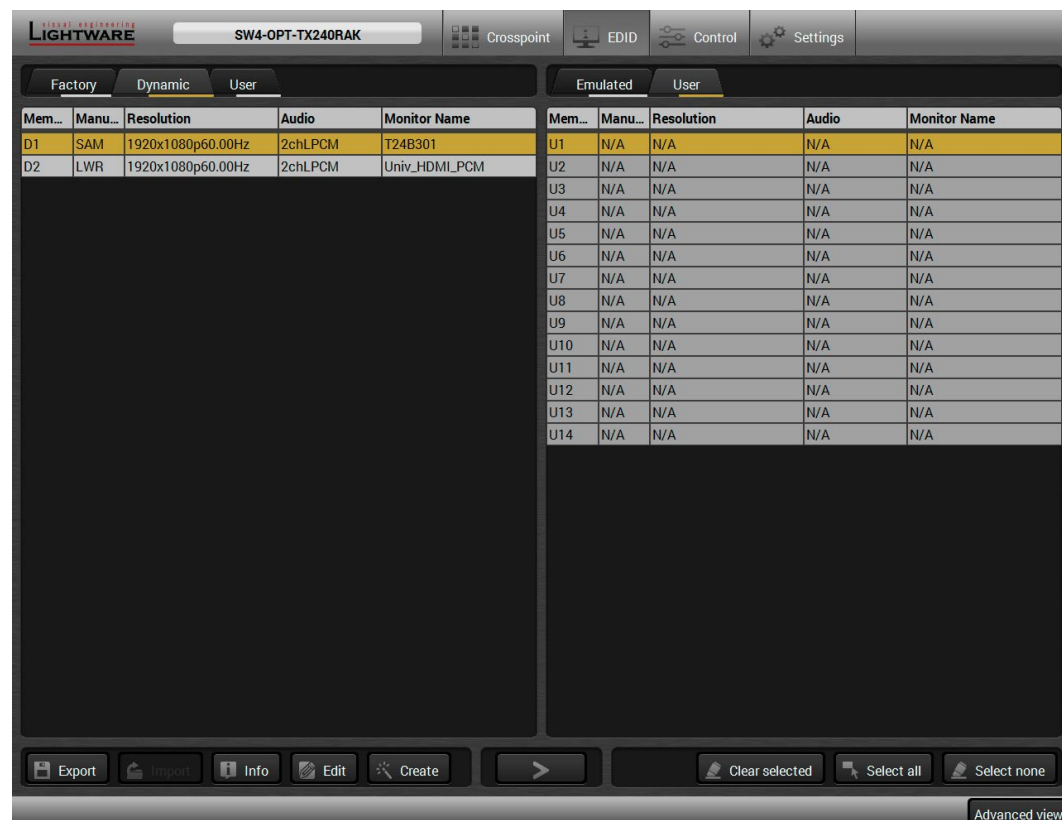 visual engineering
LIGHTWARE
SW4-OPT-TX240RAK
Crosspoint
EDID
Control
Settings
Factory
Dynamic
User
Emulated
User
Mem... Manu... Resolution Audio Monitor Name
D1 SAM 1920x1080p60.00Hz 2chLPCM T24B301
D2 LWR 1920x1080p60.00Hz 2chLPCM Univ_HDMI_PCM
Mem... Manu... Resolution Audio Monitor Name
U1 N/A N/A N/A N/A
U2 N/A N/A N/A N/A
U3 N/A N/A N/A N/A
U4 N/A N/A N/A N/A
U5 N/A N/A N/A N/A
U6 N/A N/A N/A N/A
U7 N/A N/A N/A N/A
U8 N/A N/A N/A N/A
U9 N/A N/A N/A N/A
U10 N/A N/A N/A N/A
U11 N/A N/A N/A N/A
U12 N/A N/A N/A N/A
U13 N/A N/A N/A N/A
U14 N/A N/A N/A N/A
Export
Import
Info
Edit
Create
>
Clear selected
Select all
Select none
Advanced view